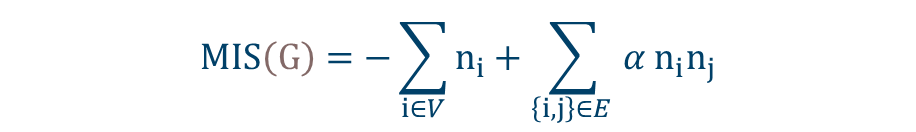 MIS(G) = − ∑ i∈V n_i + ∑ {i,j}∈E α n_i n_j